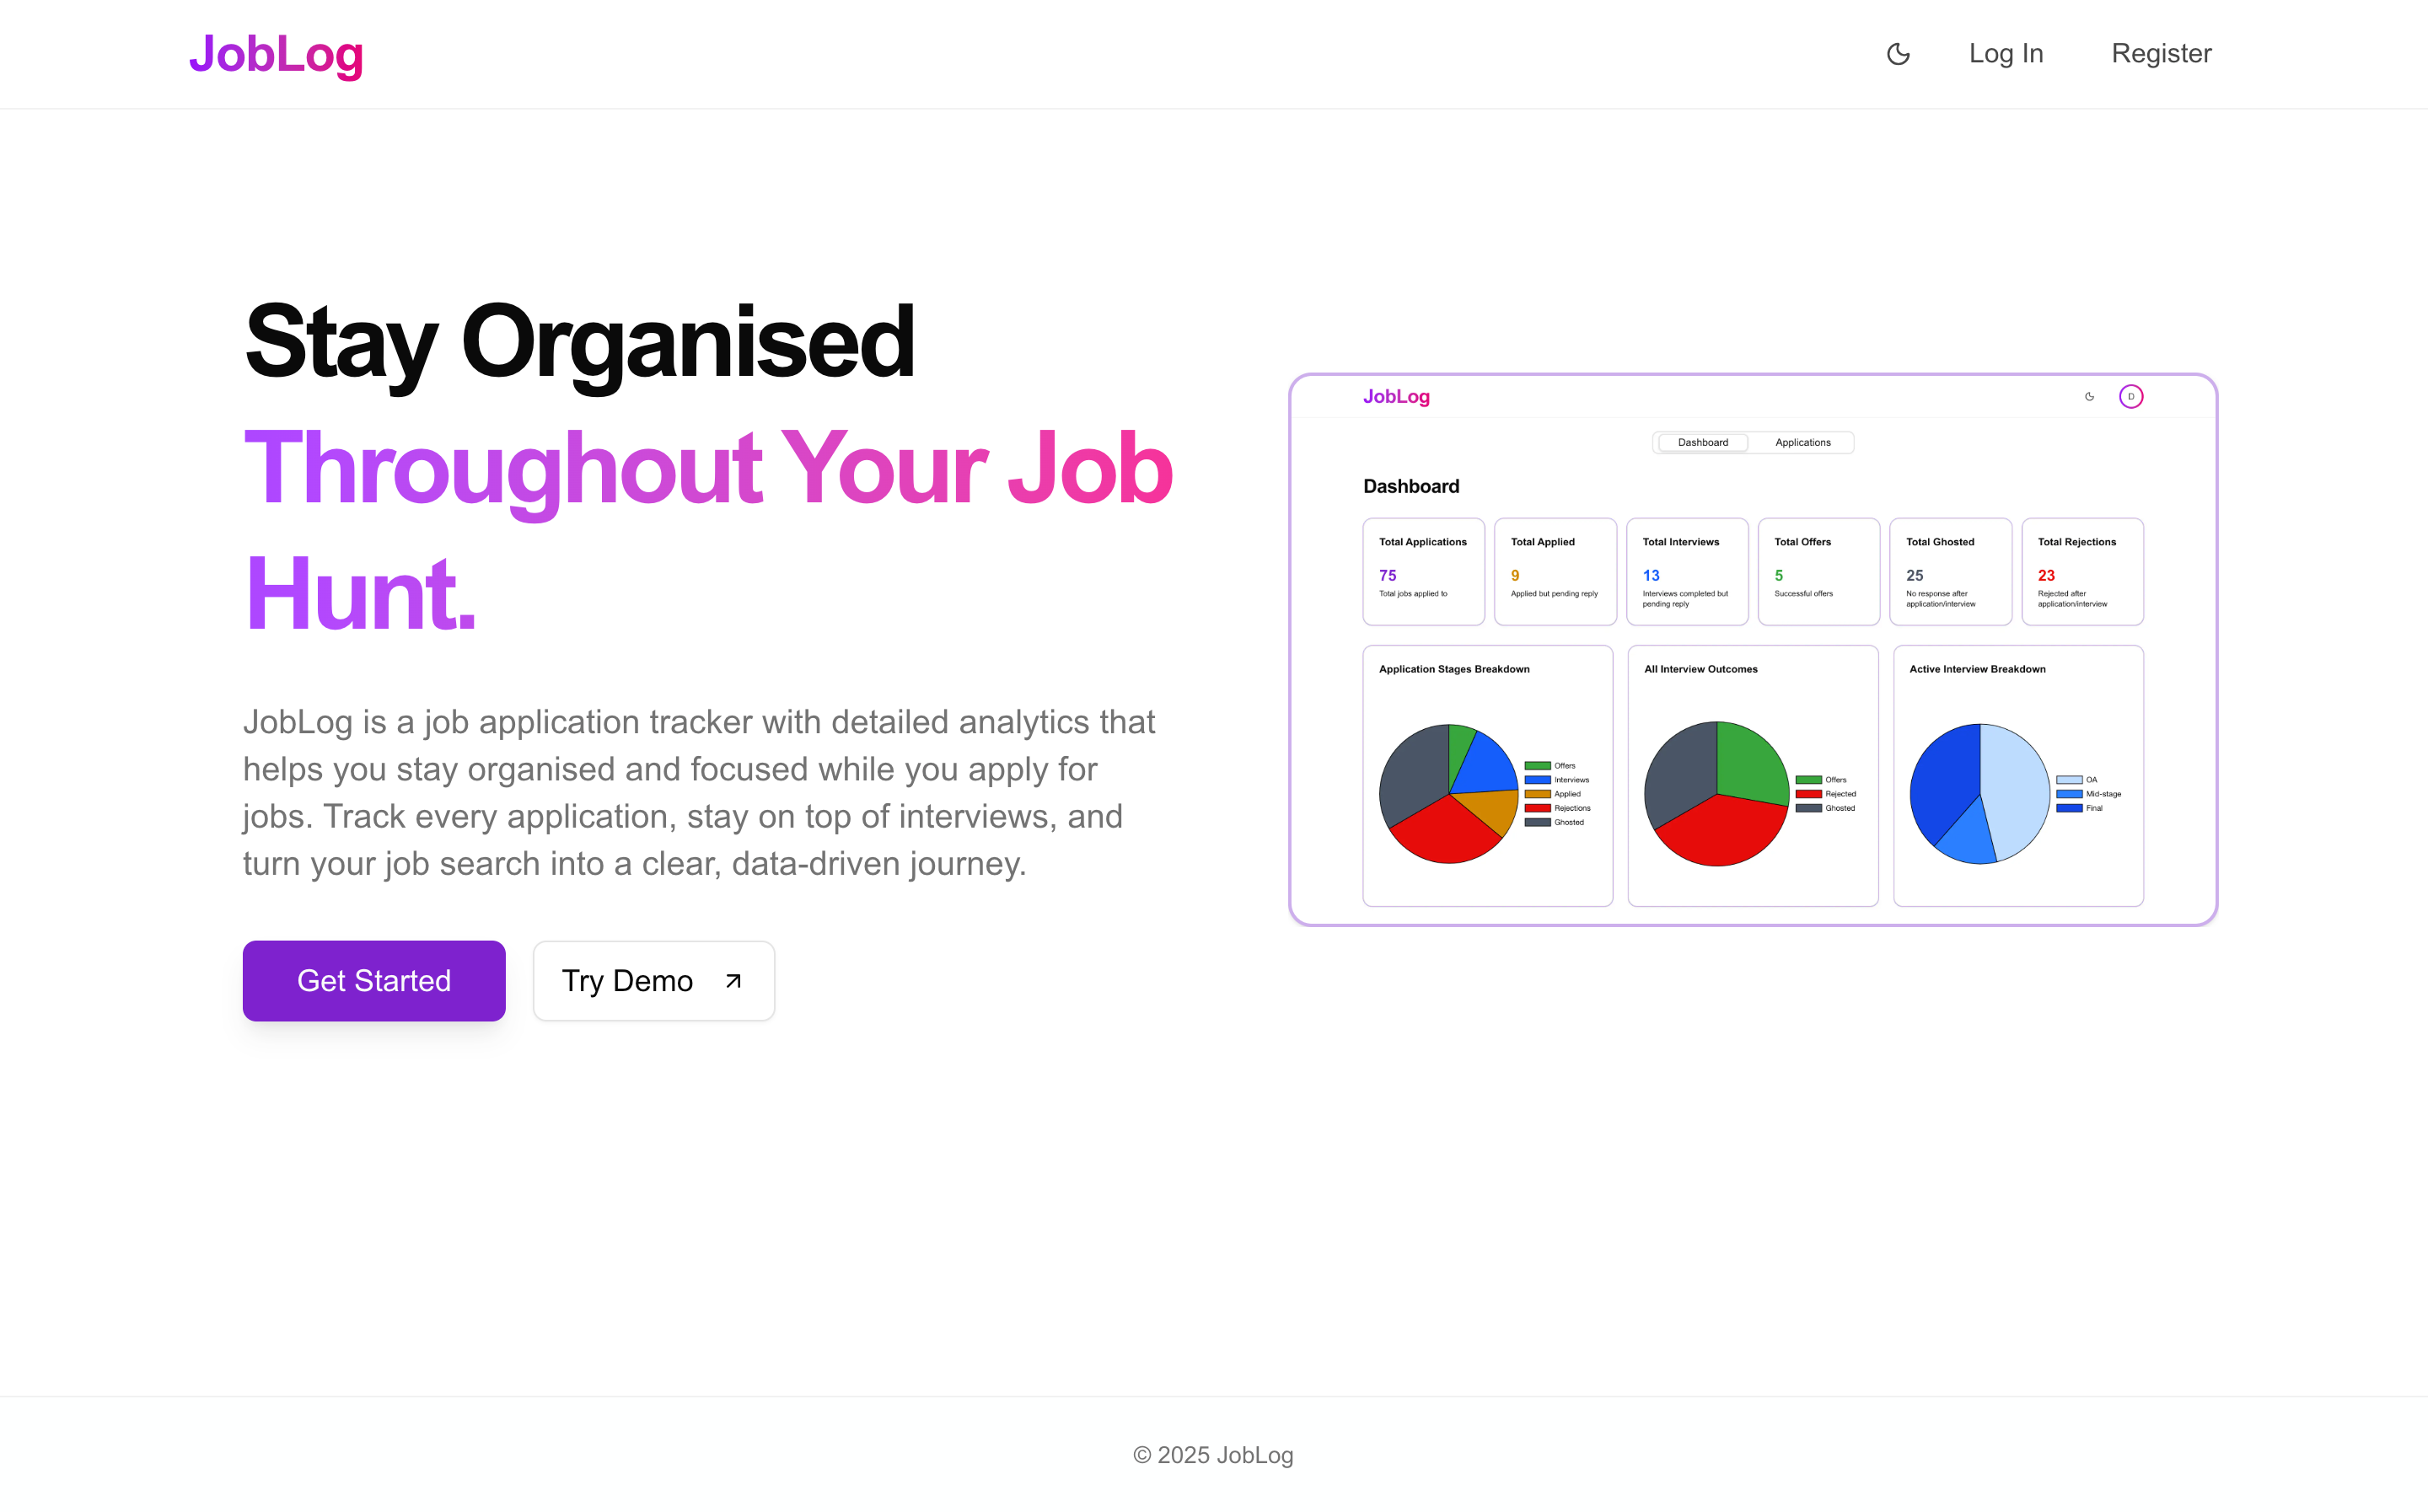 JobLog
Log In
Register
Stay Organised
Throughout Your Job
Hunt.
JobLog is a job application tracker with detailed analytics that
helps you stay organised and focused while you apply for
jobs. Track every application, stay on top of interviews, and
turn your job search into a clear, data-driven journey.
Get Started
Try Demo
JobLog
D
Dashboard
Applications
Dashboard
Total Applications
75
Total jobs applied to
Total Applied
9
Applied but pending reply
Total Interviews
13
Interviews completed but
pending reply
Total Offers
5
Successful offers
Total Ghosted
25
No response after
application/interview
Total Rejections
23
Rejected after
application/interview
Application Stages Breakdown
Offers
Interviews
Applied
Rejections
Ghosted
All Interview Outcomes
Offers
Rejected
Ghosted
Active Interview Breakdown
OA
Mid-stage
Final
© 2025 JobLog